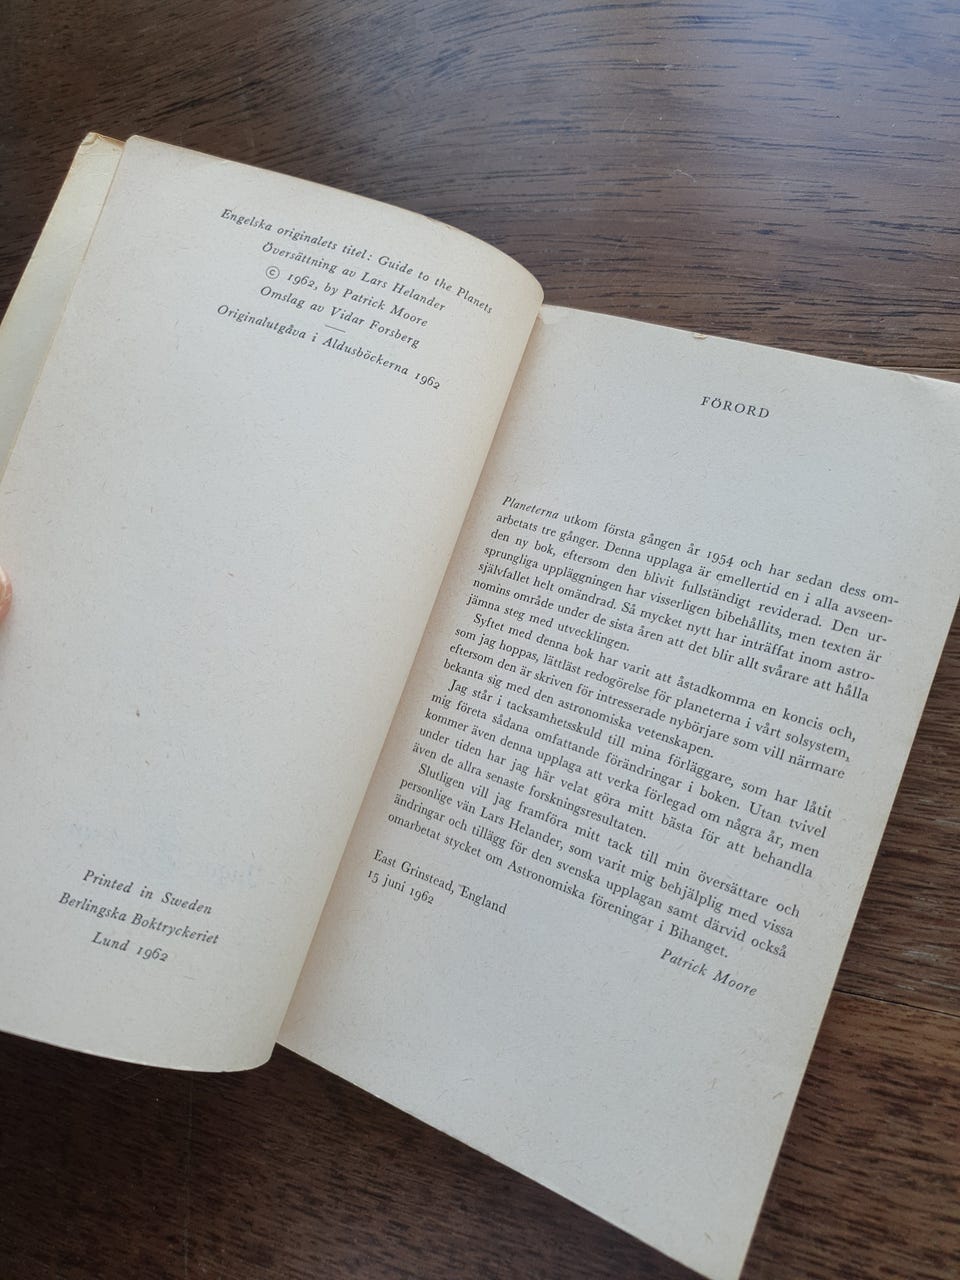 Engelska originalets titel: Guide to the Planets
Översättning av Lars Helander
© 1962, by Patrick Moore
Omslag av Vidar Forsberg
Originalutgåva i Aldusböckerna 1962
Printed in Sweden
Berlingska Boktryckeriet
Lund 1962
FÖRORD
Planeterna utkom första gången år 1954 och har sedan dess om-
arbetats tre gånger. Denna upplaga är emellertid en i alla avseen-
den ny bok, eftersom den blivit fullständigt reviderad. Den ur-
sprungliga uppläggningen har visserligen bibehållits, men texten är
självfallet helt omändrad. Så mycket nytt har inträffat inom astro-
nomins område under de sista åren att det blir allt svårare att hålla
jämna steg med utvecklingen.
Syftet med denna bok har varit att åstadkomma en koncis och,
som jag hoppas, lättläst redogörelse för planeterna i vårt solsystem,
eftersom den är skriven för intresserade nybörjare som vill närmare
bekanta sig med den astronomiska vetenskapen.
Jag står i tacksamhetsskuld till mina förläggare, som har låtit
mig företa sådana omfattande förändringar i boken. Utan tvivel
kommer även denna upplaga att verka förlegad om några år, men
under tiden har jag här velat göra mitt bästa för att behandla
även de allra senaste forskningsresultaten.
Slutligen vill jag framföra mitt tack till min översättare och
personlige vän Lars Helander, som varit mig behjälplig med vissa
ändringar och tillägg för den svenska upplagan samt därvid också
omarbetat stycket om Astronomiska föreningar i Bihanget.
East Grinstead, England
15 juni 1962
Patrick Moore